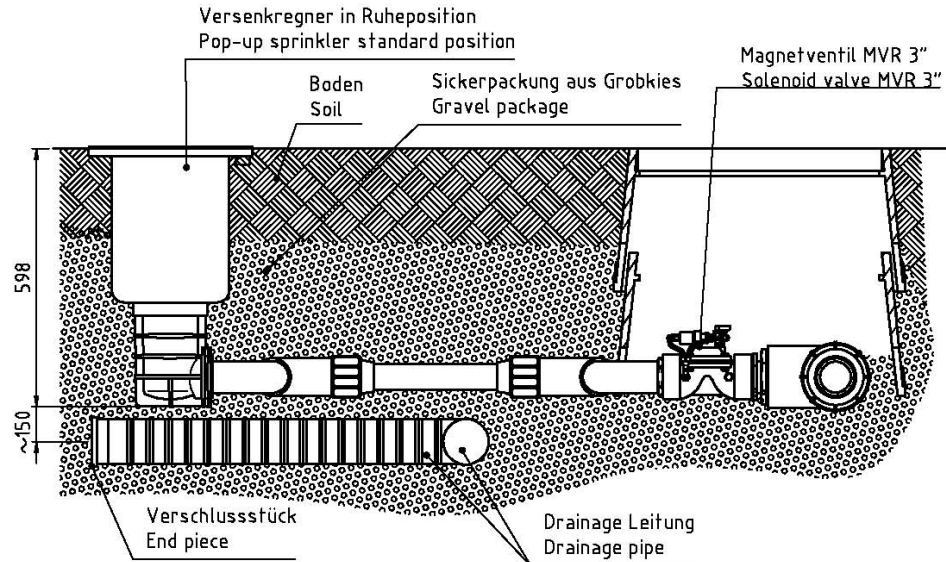 Versenkregner in Ruheposition
Pop-up sprinkler standard position
Magnetventil MVR 3"
Solenoid valve MVR 3"
Boden
Soil
Sickerpackung aus Grobkies
Gravel package
598
~150
Verschlussstück
End piece
Drainage Leitung
Drainage pipe